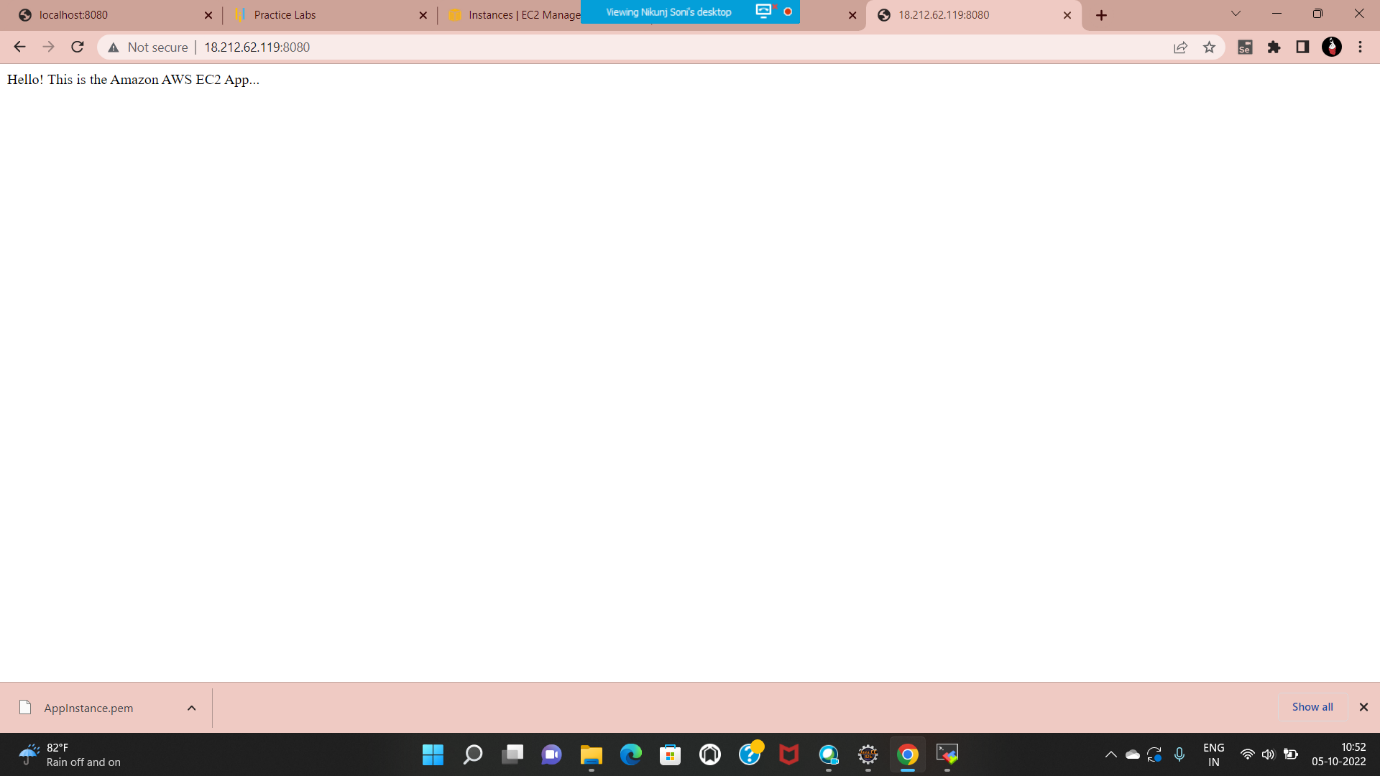 localhost:8080
Practice Labs
Instances | EC2 Manage
Viewing Nikunj Soni's desktop
18.212.62.119:8080
Not secure
18.212.62.119:8080
Se
Hello! This is the Amazon AWS EC2 App...
AppInstance.pem
Show all
82°F
Rain off and on
ENG
IN
10:52
05-10-2022